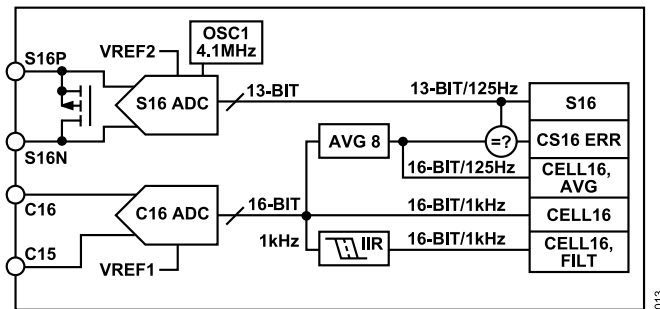 OSC1
4.1MHz
VREF2
S16P
S16 ADC
13-BIT
13-BIT/125Hz
S16
S16N
AVG 8
=?
CS16 ERR
16-BIT/125Hz
CELL16,
AVG
C16
C16 ADC
16-BIT
16-BIT/1kHz
CELL16
1kHz
IIR
16-BIT/1kHz
CELL16,
FILT
C15
VREF1
013